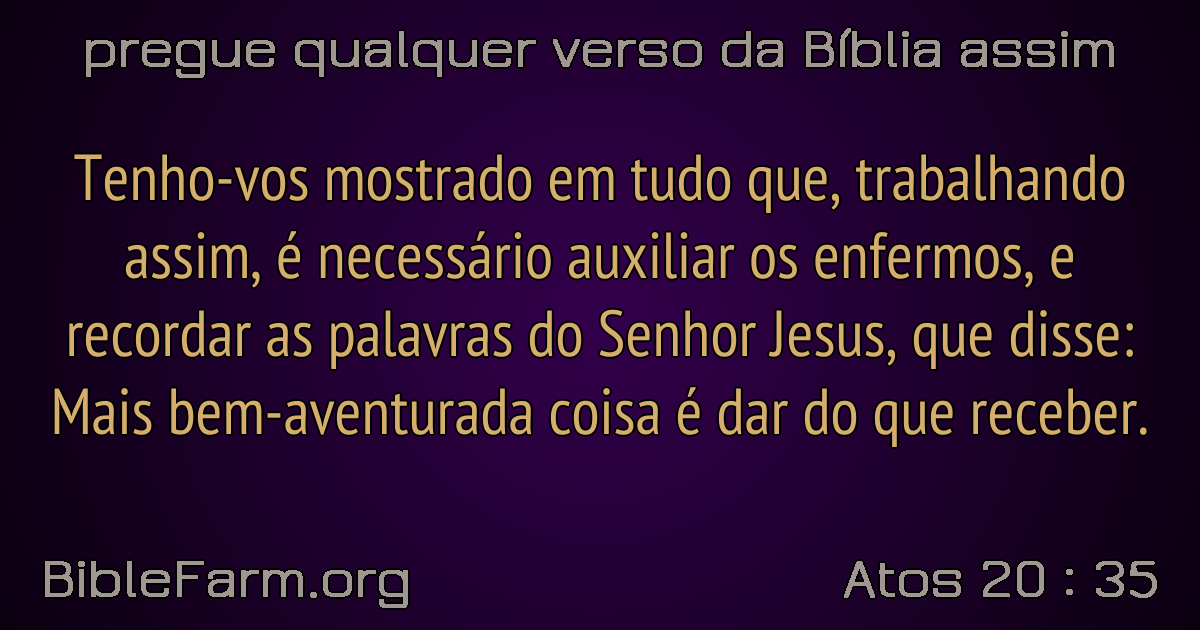 pregue qualquer verso da Bíblia assim
Tenho-vos mostrado em tudo que, trabalhando
assim, é necessário auxiliar os enfermos, e
recordar as palavras do Senhor Jesus, que disse:
Mais bem-aventurada coisa é dar do que receber.
BibleFarm.org
Atos 20 : 35